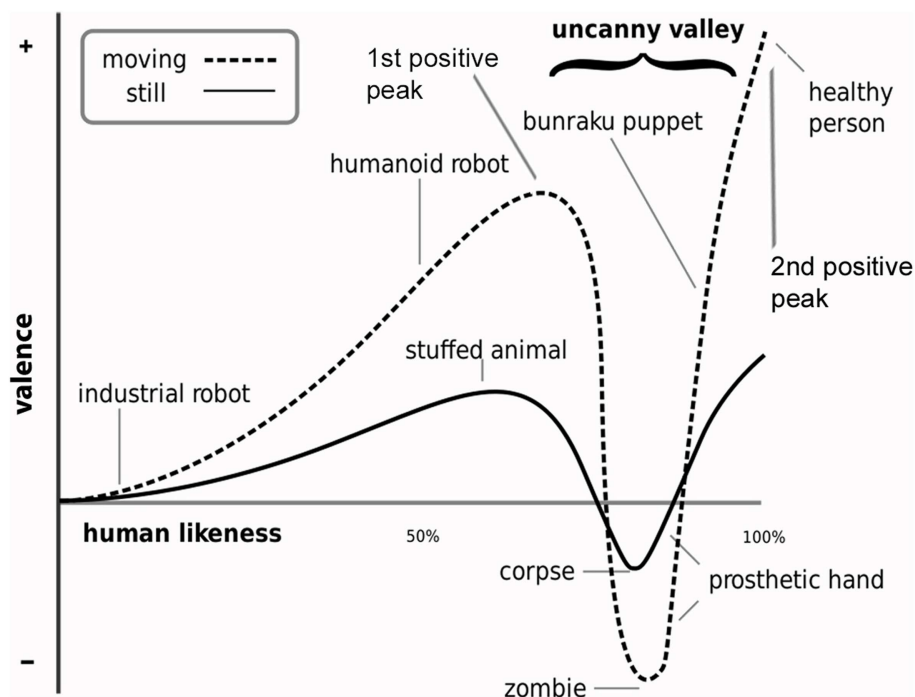 +
uncanny valley
moving
still
1st positive
peak
healthy
person
bunraku puppet
humanoid robot
2nd positive
peak
stuffed animal
valence
industrial robot
human likeness
50%
100%
corpse
prosthetic hand
–
zombie